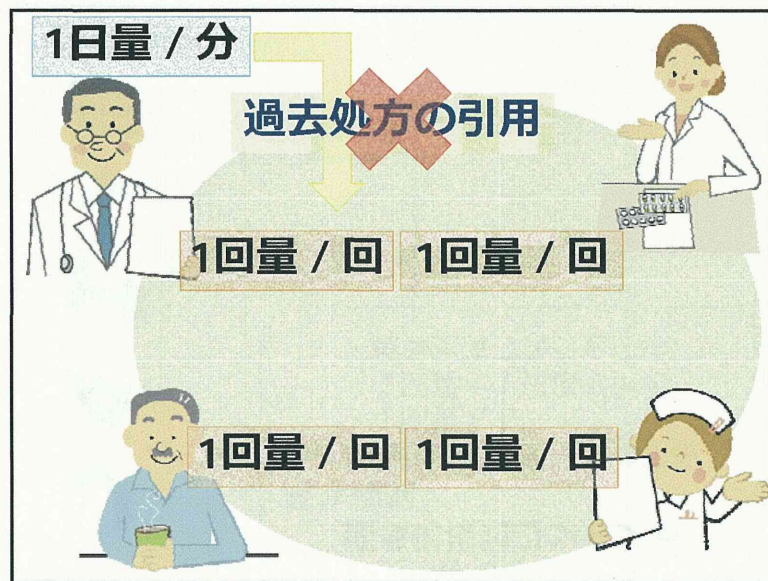 1日量 / 分
過去処方の引用
1回量 / 回
1回量 / 回
1回量 / 回
1回量 / 回